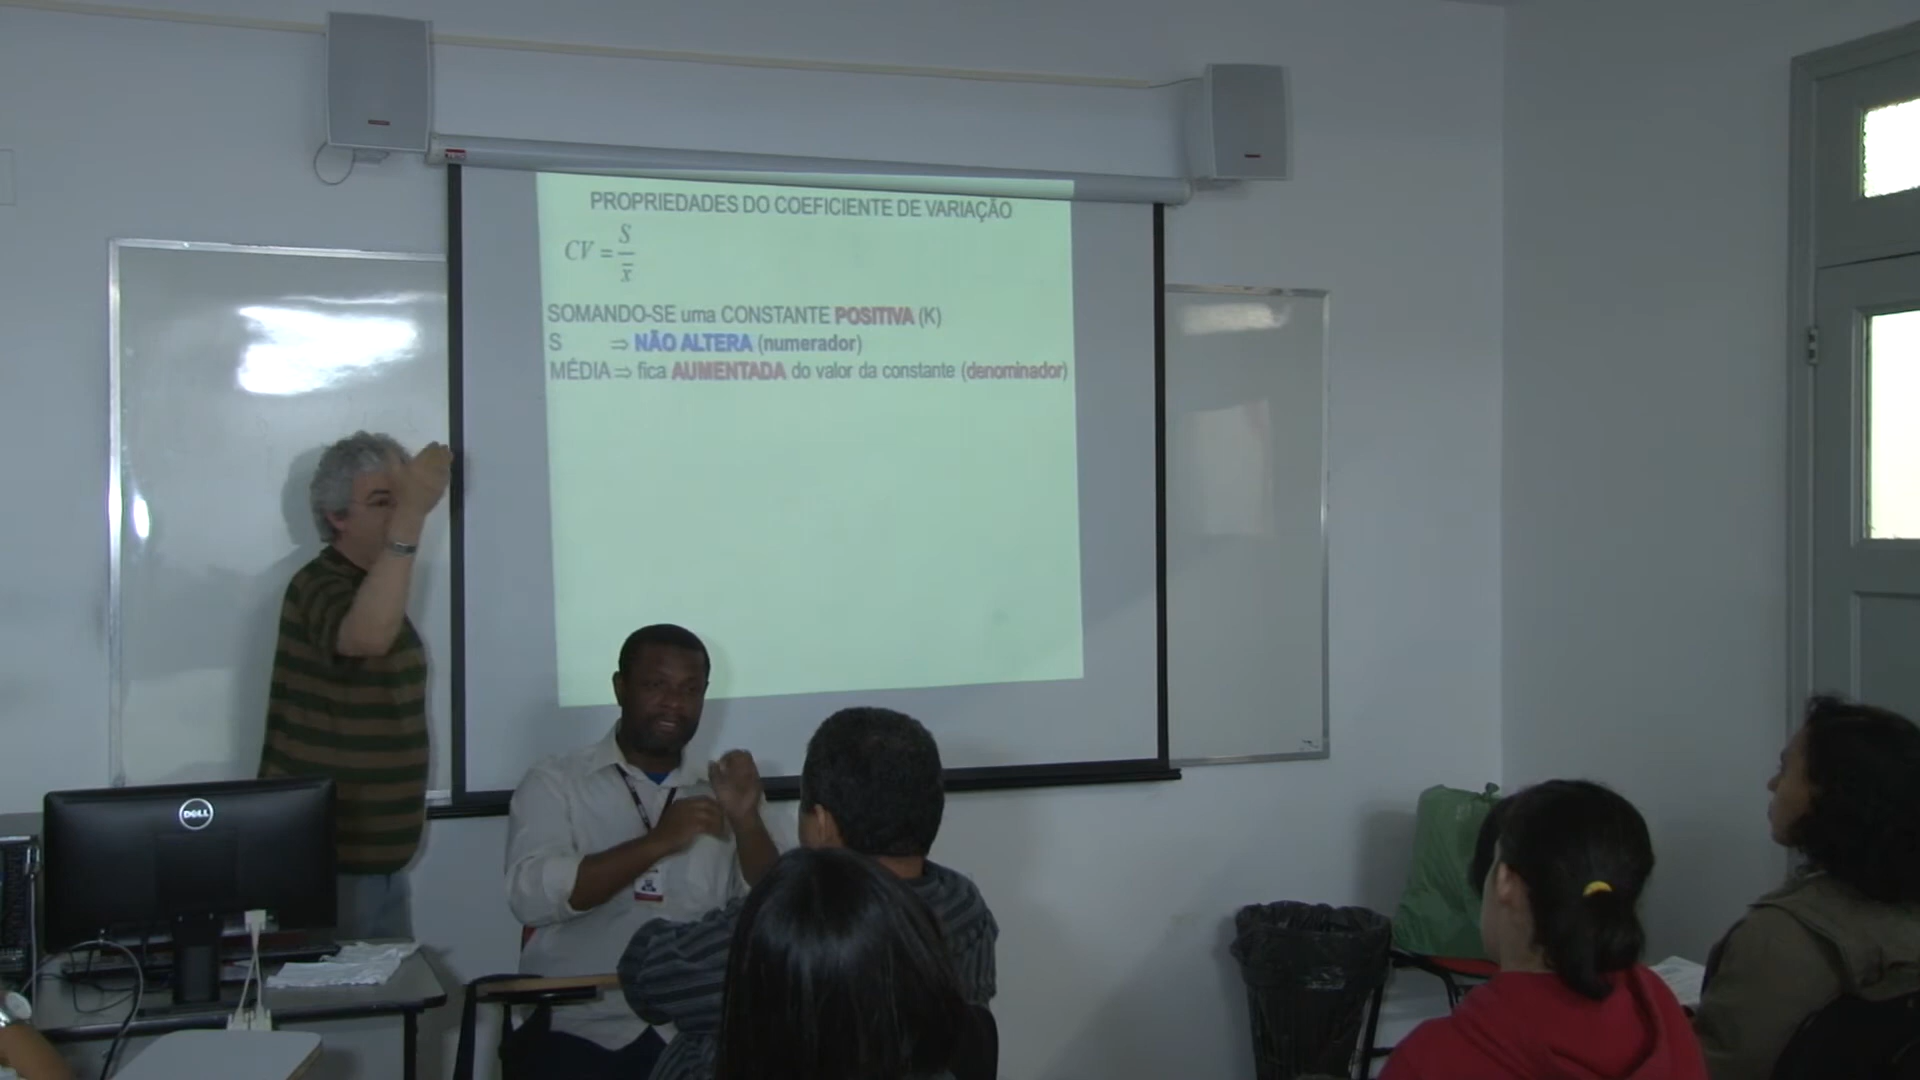 PROPRIEDADES DO COEFICIENTE DE VARIAÇÃO
CV = S / x̄
SOMANDO-SE uma CONSTANTE POSITIVA (K)
S ⇒ NÃO ALTERA (numerador)
MÉDIA ⇒ fica AUMENTADA do valor da constante (denominador)
DELL